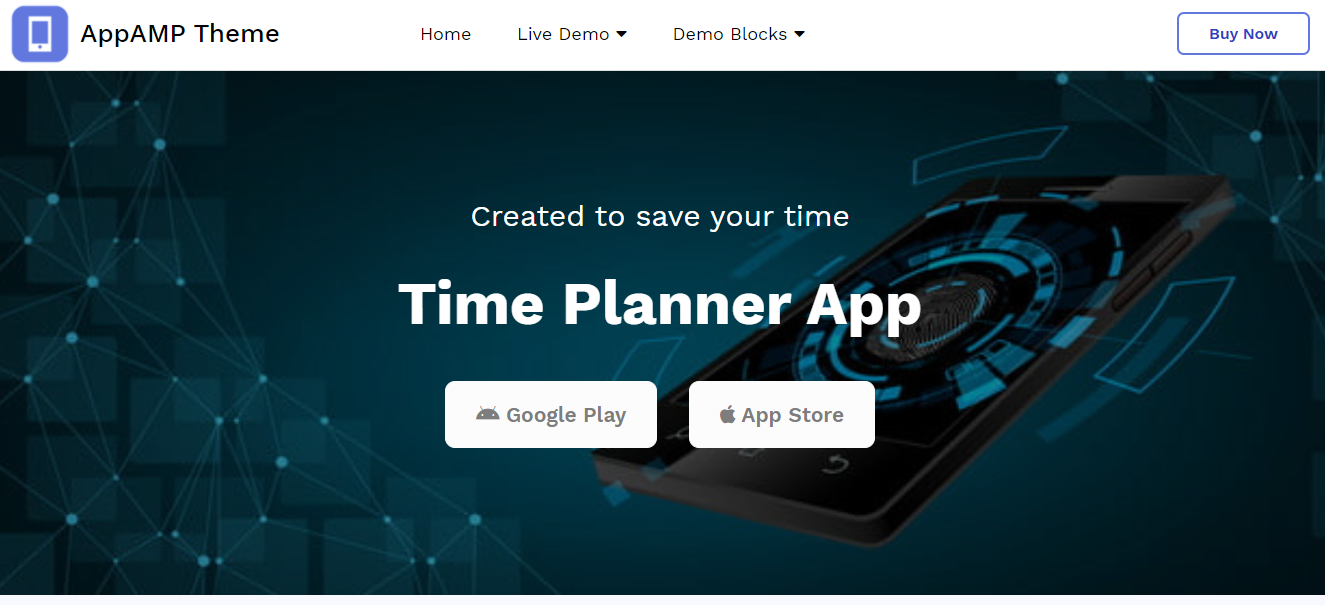 AppAMP Theme
Home
Live Demo
Demo Blocks
Buy Now
Created to save your time
Time Planner App
Google Play
App Store